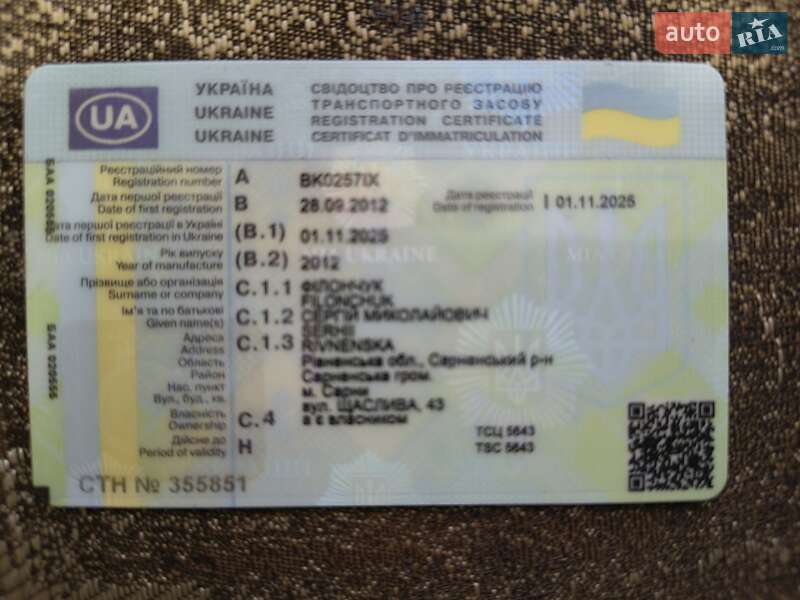 auto RIA.com
УКРАЇНА СВІДОЦТВО ПРО РЕЄСТРАЦІЮ
UKRAINE ТРАНСПОРТНОГО ЗАСОБУ
UA
REGISTRATION CERTIFICATE
UKRAINE CERTIFICAT D'IMMATRICULATION
Реєстраційний номер A BK0257IX
Registration number
Дата першої реєстрації B 28.09.2012 Дата реєстрації I 01.11.2025
Date of first registration Date of registration
Дата першої реєстрації в Україні (B.1) 01.11.2025
Date of first registration in Ukraine
Рік випуску (B.2) 2012
Year of manufacture
Прізвище або організація C.1.1 ФІЛОНЧУК
Surname or company FILONCHUK
Ім'я та по батькові C.1.2 СЕРГІЙ МИКОЛАЙОВИЧ
Given name(s) SERHII
Адреса C.1.3 RIVNENSKA
Address Рівненська обл., Сарненський р-н
Область
Район Сарненська гром.
Нас. пункт м. Сарни
Вул., буд., кв. вул. ЩАСЛИВА, 43
Власність C.4 а є власником
Ownership
Дійсне до H
Period of validity
ТСЦ 5643
TSC 5643
СТН № 355851
БАА 020555